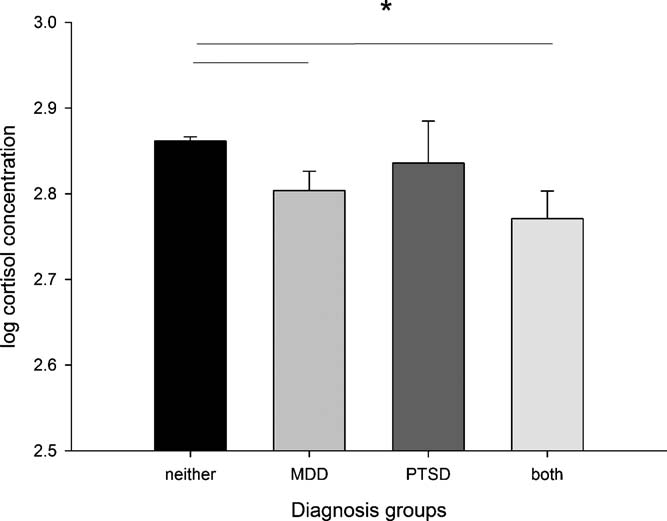 *
3.0
2.9
2.8
2.7
2.6
2.5
log cortisol concentration
neither MDD PTSD both
Diagnosis groups